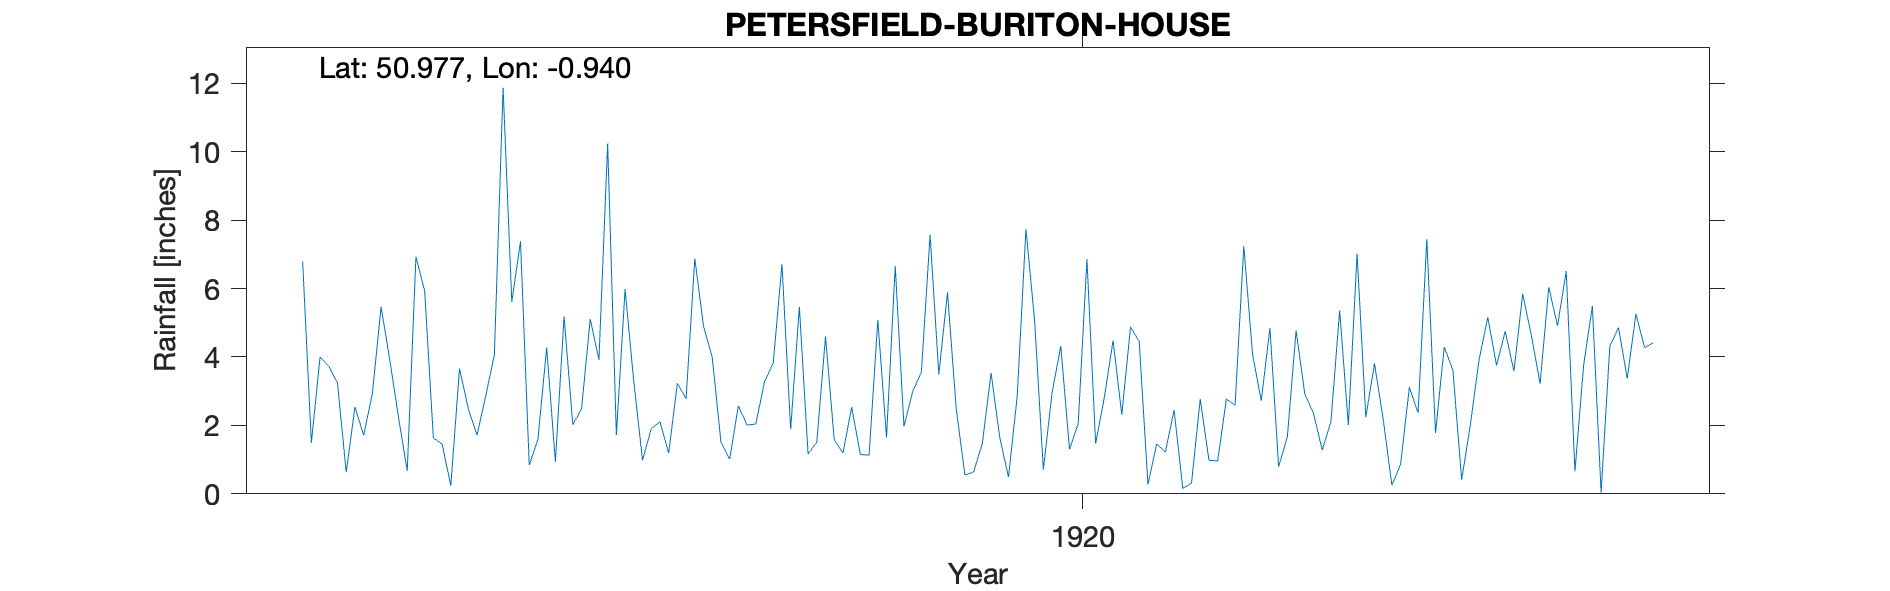 PETERSFIELD-BURITON-HOUSE
Lat: 50.977, Lon: -0.940
12
10
8
6
4
2
0
Rainfall [inches]
1920
Year